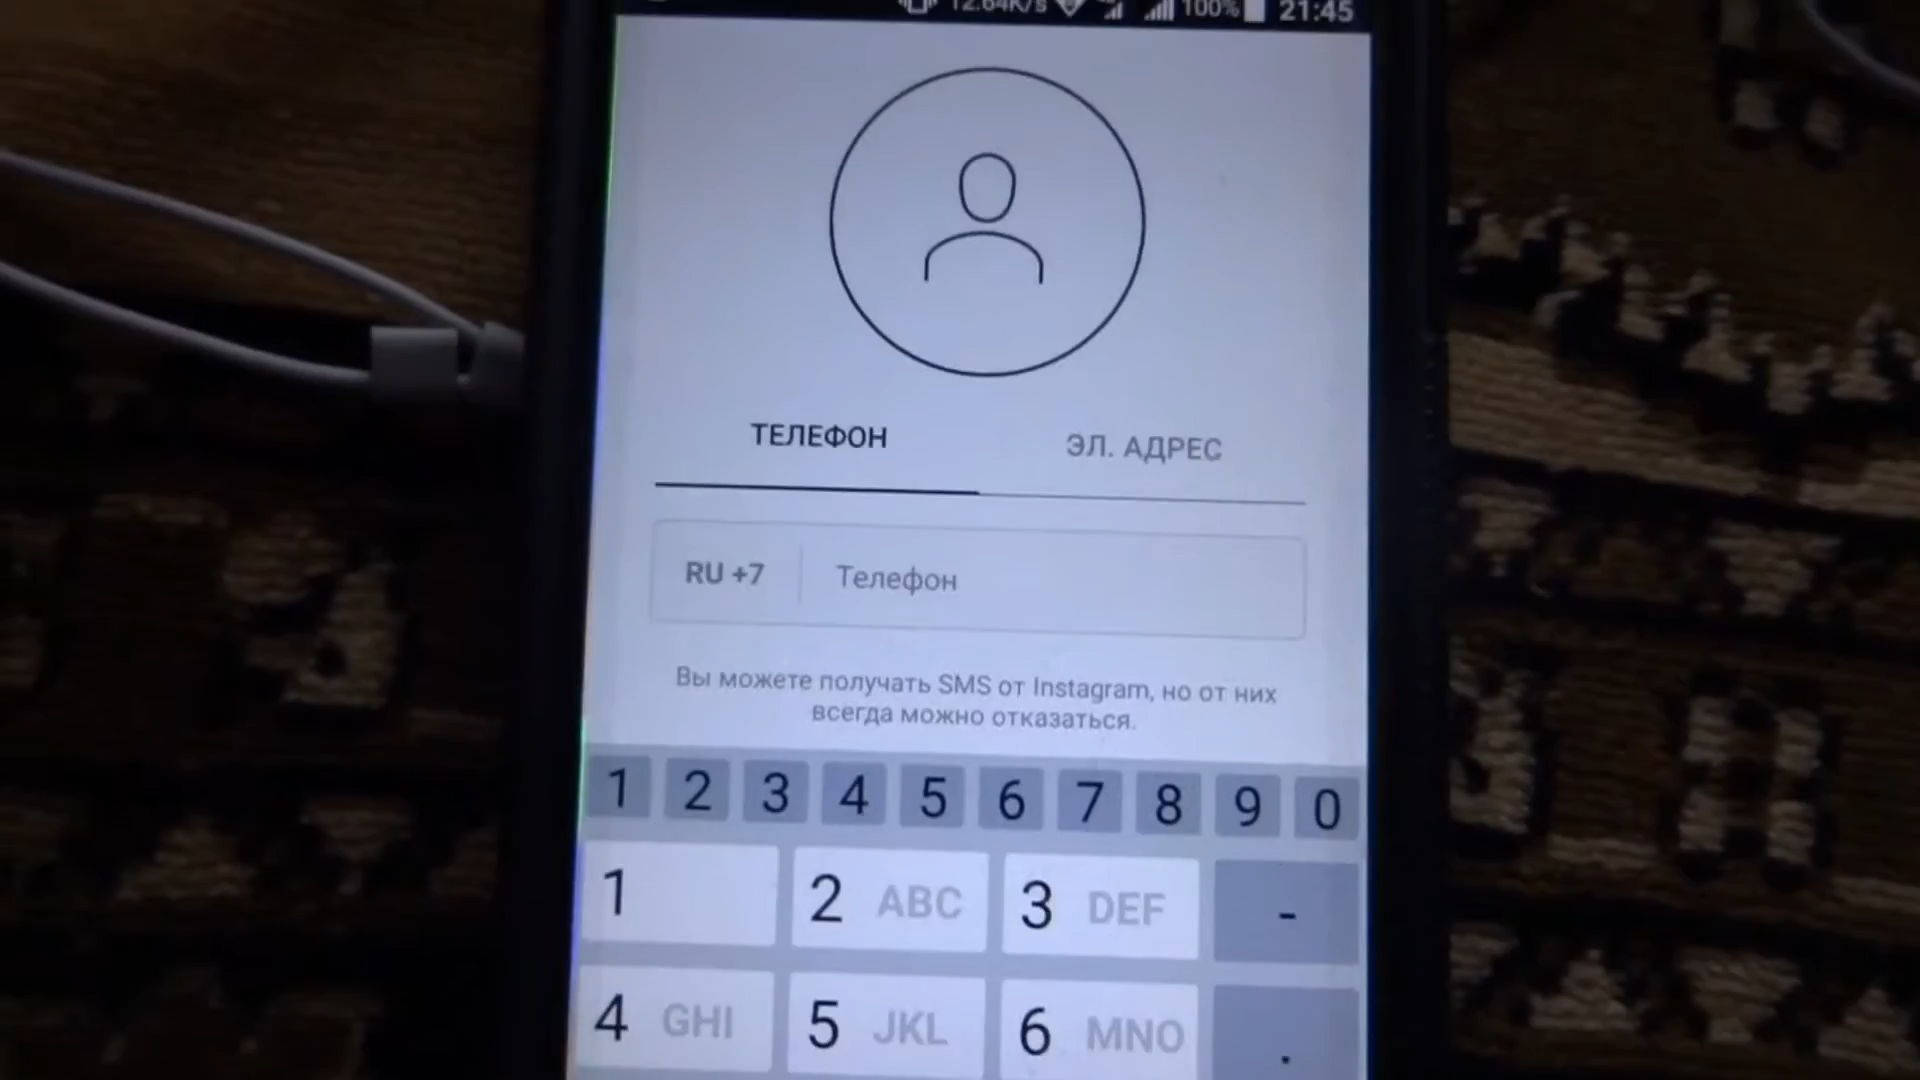 12.64K/s 100% 21:45
ТЕЛЕФОН ЭЛ. АДРЕС
RU +7 Телефон
Вы можете получать SMS от Instagram, но от них
всегда можно отказаться.
1 2 3 4 5 6 7 8 9 0
1 2 ABC 3 DEF -
4 GHI 5 JKL 6 MNO .